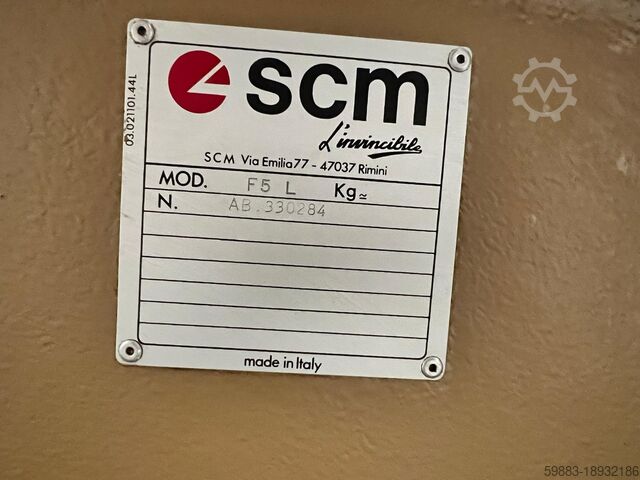 03.021101.44L
scm
L'invincibile
SCM Via Emilia 77 - 47037 Rimini
MOD. F5 L Kg≃
N. AB.330284
made in Italy
59883-18932186